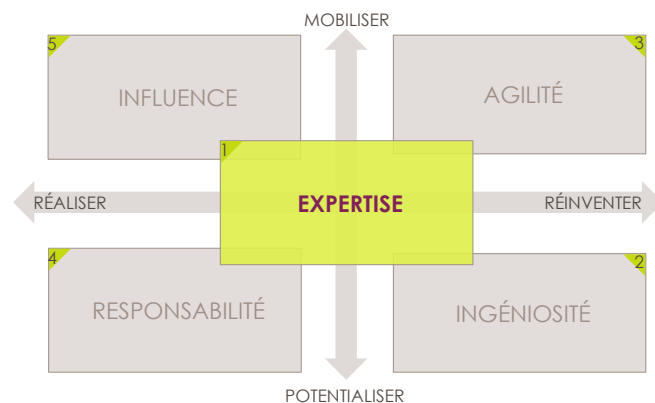 MOBILISER
5
3
INFLUENCE
AGILITÉ
1
RÉALISER
EXPERTISE
RÉINVENTER
4
2
RESPONSABILITÉ
INGÉNIOSITÉ
POTENTIALISER